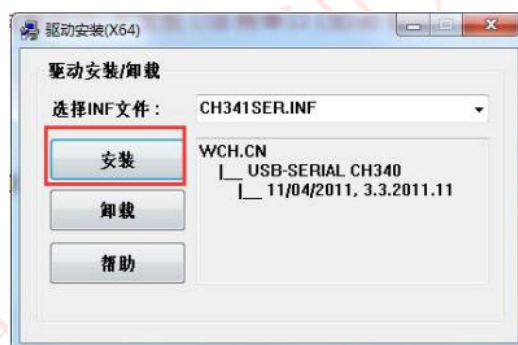 驱动安装(X64)
驱动安装/卸载
选择INF文件：
CH341SER.INF
安装
WCH.CN
|__ USB-SERIAL CH340
|__ 11/04/2011, 3.3.2011.11
卸载
帮助